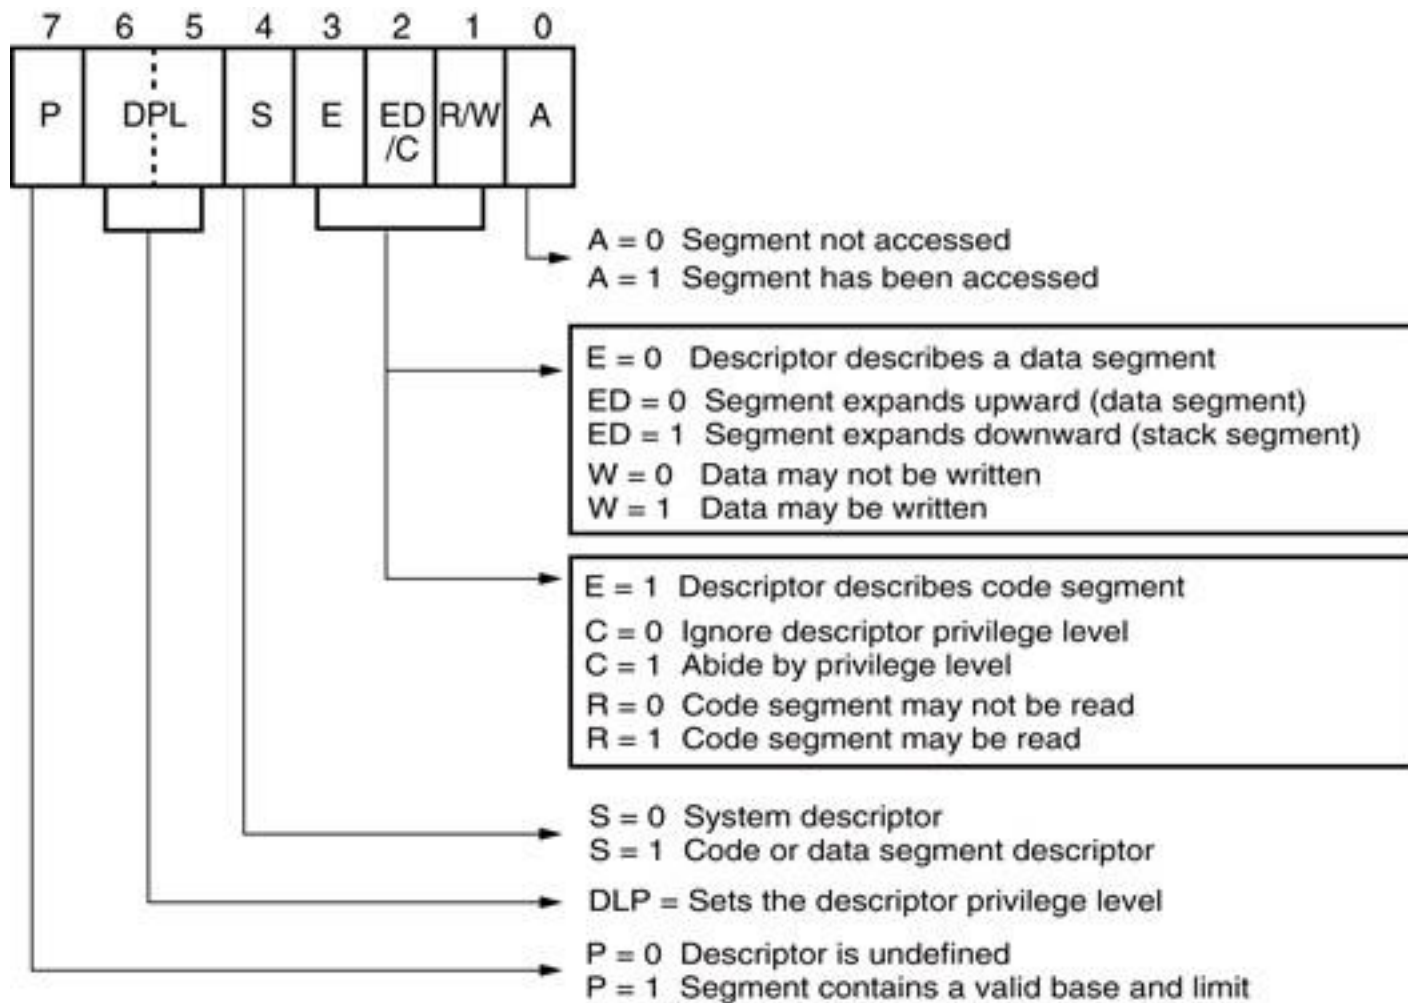 7 6 5 4 3 2 1 0
P DPL S E ED R/W A
/C
A = 0 Segment not accessed
A = 1 Segment has been accessed
E = 0 Descriptor describes a data segment
ED = 0 Segment expands upward (data segment)
ED = 1 Segment expands downward (stack segment)
W = 0 Data may not be written
W = 1 Data may be written
E = 1 Descriptor describes code segment
C = 0 Ignore descriptor privilege level
C = 1 Abide by privilege level
R = 0 Code segment may not be read
R = 1 Code segment may be read
S = 0 System descriptor
S = 1 Code or data segment descriptor
DLP = Sets the descriptor privilege level
P = 0 Descriptor is undefined
P = 1 Segment contains a valid base and limit